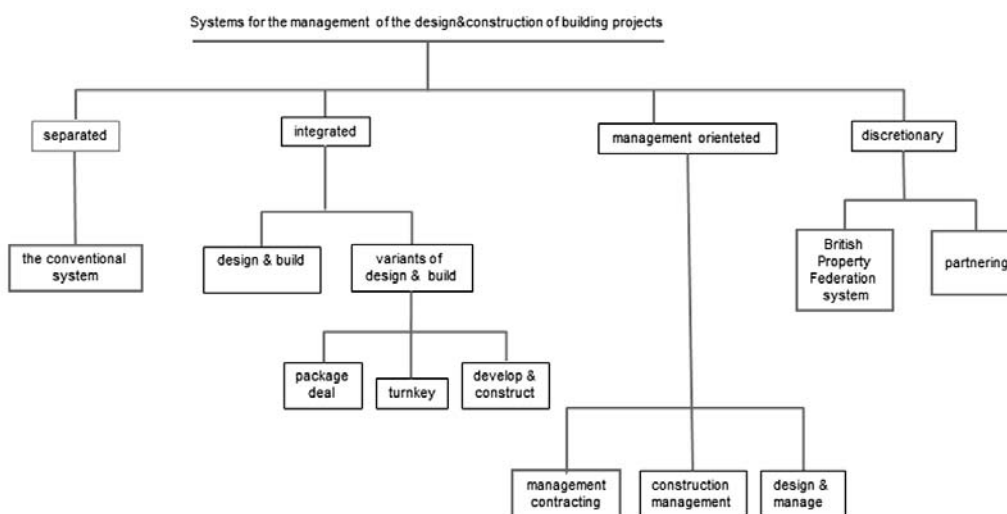 Systems for the management of the design&construction of building projects
separated
integrated
management orienteted
discretionary
the conventional
system
design & build
variants of
design & build
British
Property
Federation
system
partnering
package
deal
turnkey
develop &
construct
management
contracting
construction
management
design &
manage